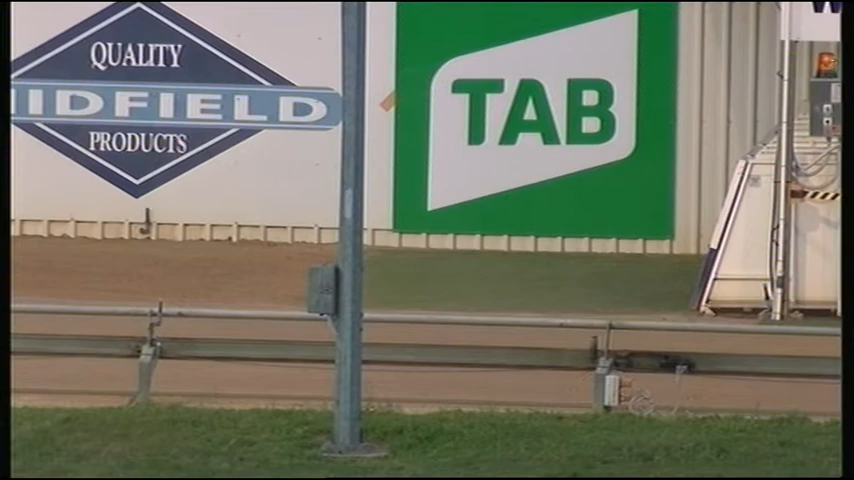 QUALITY
IDFIELD
PRODUCTS
TAB
W